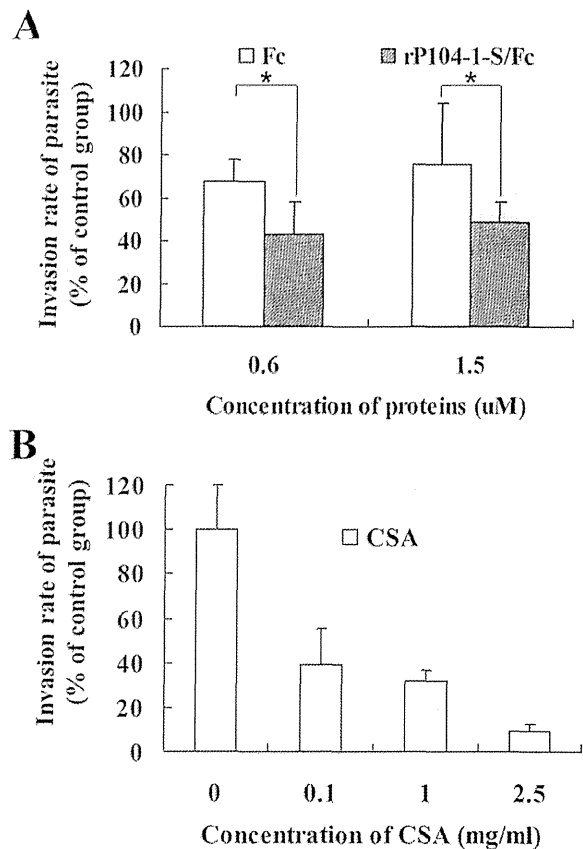 A
Fc
rP104-1-S/Fc
Invasion rate of parasite
(% of control group)
120
100
80
60
40
20
0
*
*
0.6
1.5
Concentration of proteins (uM)
B
Invasion rate of parasite
(% of control group)
120
100
80
60
40
20
0
CSA
0
0.1
1
2.5
Concentration of CSA (mg/ml)